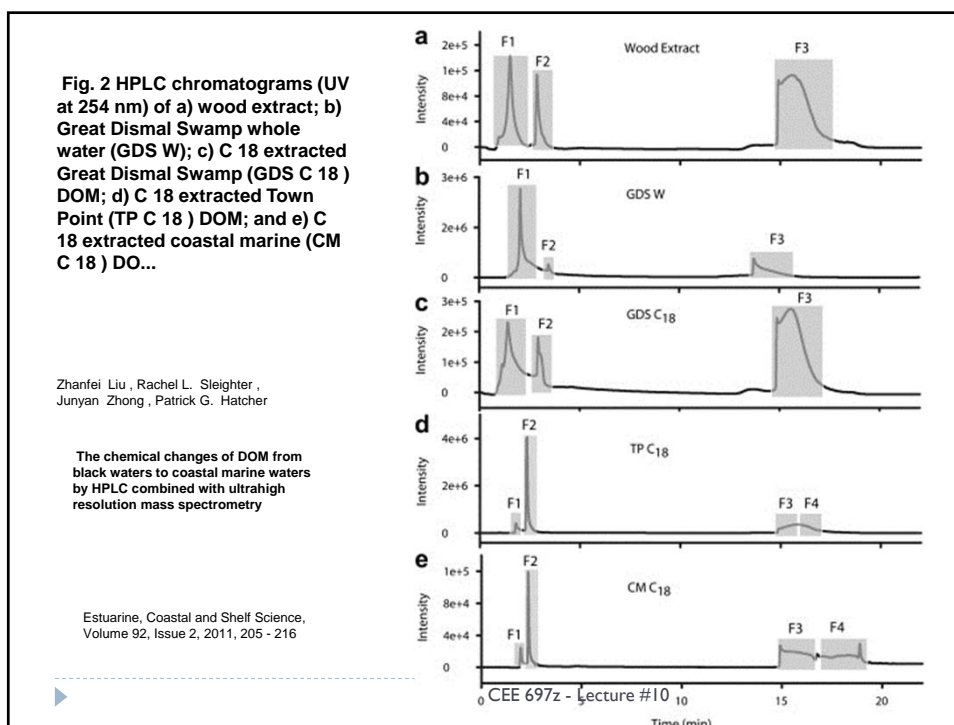 Fig. 2 HPLC chromatograms (UV
at 254 nm) of a) wood extract; b)
Great Dismal Swamp whole
water (GDS W); c) C 18 extracted
Great Dismal Swamp (GDS C 18 )
DOM; d) C 18 extracted Town
Point (TP C 18 ) DOM; and e) C
18 extracted coastal marine (CM
C 18 ) DO...
Zhanfei Liu , Rachel L. Sleighter ,
Junyan Zhong , Patrick G. Hatcher
The chemical changes of DOM from
black waters to coastal marine waters
by HPLC combined with ultrahigh
resolution mass spectrometry
Estuarine, Coastal and Shelf Science,
Volume 92, Issue 2, 2011, 205 - 216
a
F1
F2
Wood Extract
F3
Intensity
2e+5
1e+5
8e+4
4e+4
0
b
F1
F2
GDS W
F3
Intensity
3e+6
2e+6
0
c
F1
F2
GDS C18
F3
Intensity
3e+5
2e+5
1e+5
0
d
F1
F2
TP C18
F3 F4
Intensity
4e+6
2e+6
0
e
F1
F2
CM C18
F3 F4
Intensity
1e+5
8e+4
4e+4
0
0 5 10 15 20
Time (min)
CEE 697z - Lecture #10